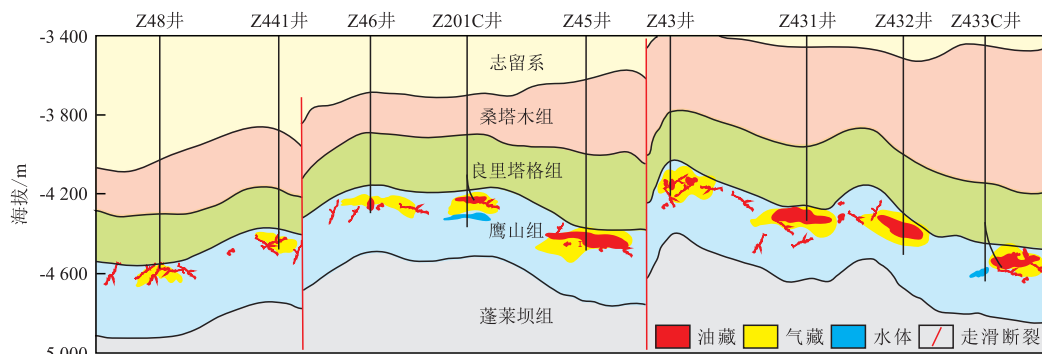 Z48井 Z441井 Z46井 Z201C井 Z45井 Z43井 Z431井 Z432井 Z433C井
-3 400
志留系
桑塔木组
-3 800
良里塔格组
海拔/m
-4 200
鹰山组
-4 600
蓬莱坝组
油藏 气藏 水体 走滑断裂
-5 000